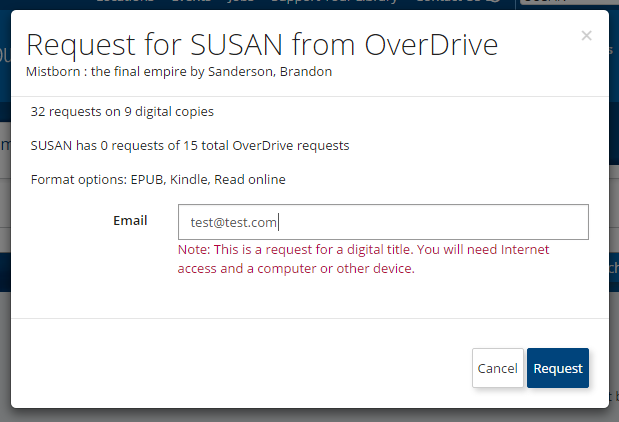 Request for SUSAN from OverDrive
×
Mistborn : the final empire by Sanderson, Brandon
32 requests on 9 digital copies
SUSAN has 0 requests of 15 total OverDrive requests
Format options: EPUB, Kindle, Read online
Email
test@test.com
Note: This is a request for a digital title. You will need Internet
access and a computer or other device.
Cancel
Request